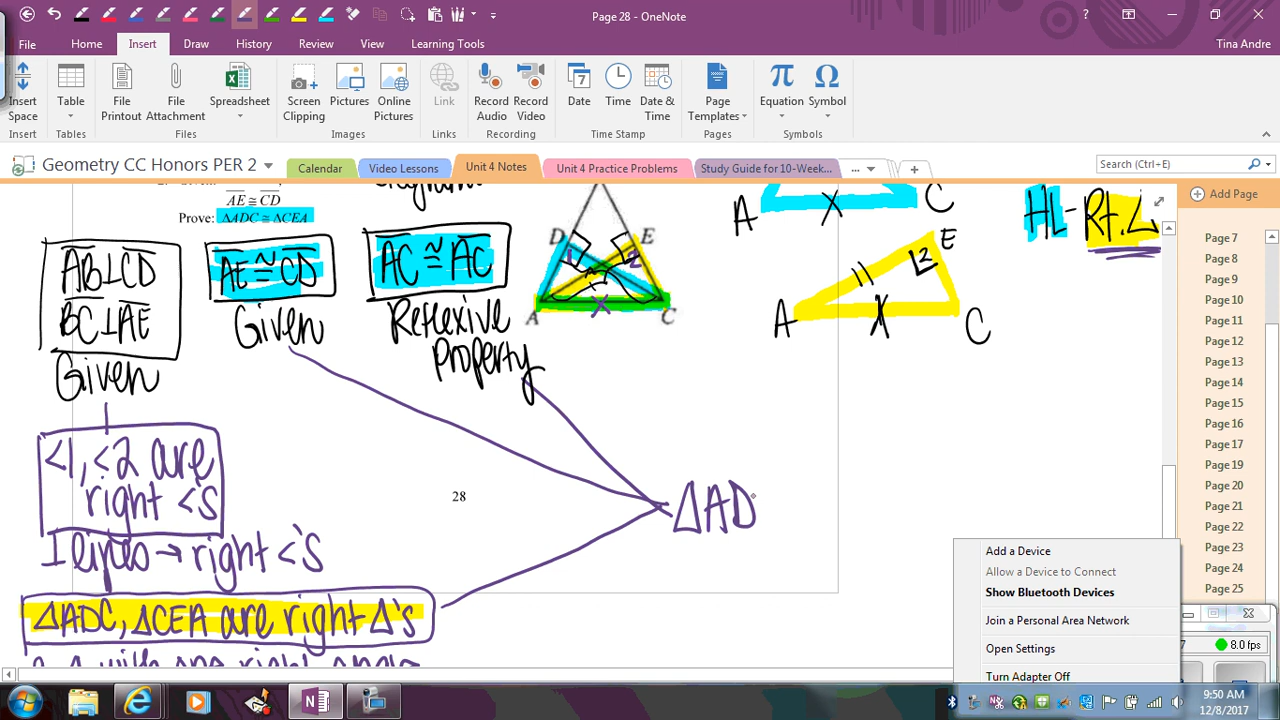 Page 28 - OneNote
?
Tina Andre
File Home Insert Draw History Review View Learning Tools
Insert Space
Table
File Printout
File Attachment
Spreadsheet
Screen Clipping
Pictures
Online Pictures
Link
Record Audio
Record Video
Date
Time
Date & Time
Page Templates
Equation
Symbol
Insert Tables Files Images Links Recording Time Stamp Pages Symbols
Geometry CC Honors PER 2
Calendar
Video Lessons
Unit 4 Notes
Unit 4 Practice Problems
Study Guide for 10-Week...
...
Search (Ctrl+E)
Add Page
AE ≅ CD
Prove: ΔADC ≅ ΔCEA
AB⊥CD
BC⊥AE
Given
AE ≅ CD
Given
AC ≅ AC
Reflexive
Property
D
E
1
2
A
X
C
A
X
C
HL - Rt.
E
2
A
X
C
<1, <2 are
right <'s
→ right <'s
ΔADC, ΔCEA are right Δ's
28
ΔAD
Page 7
Page 8
Page 9
Page 10
Page 11
Page 12
Page 13
Page 14
Page 15
Page 16
Page 17
Page 18
Page 19
Page 20
Page 21
Page 22
Page 23
Page 24
Page 25
Add a Device
Allow a Device to Connect
Show Bluetooth Devices
Join a Personal Area Network
Open Settings
Turn Adapter Off
8.0 fps
9:50 AM
12/8/2017